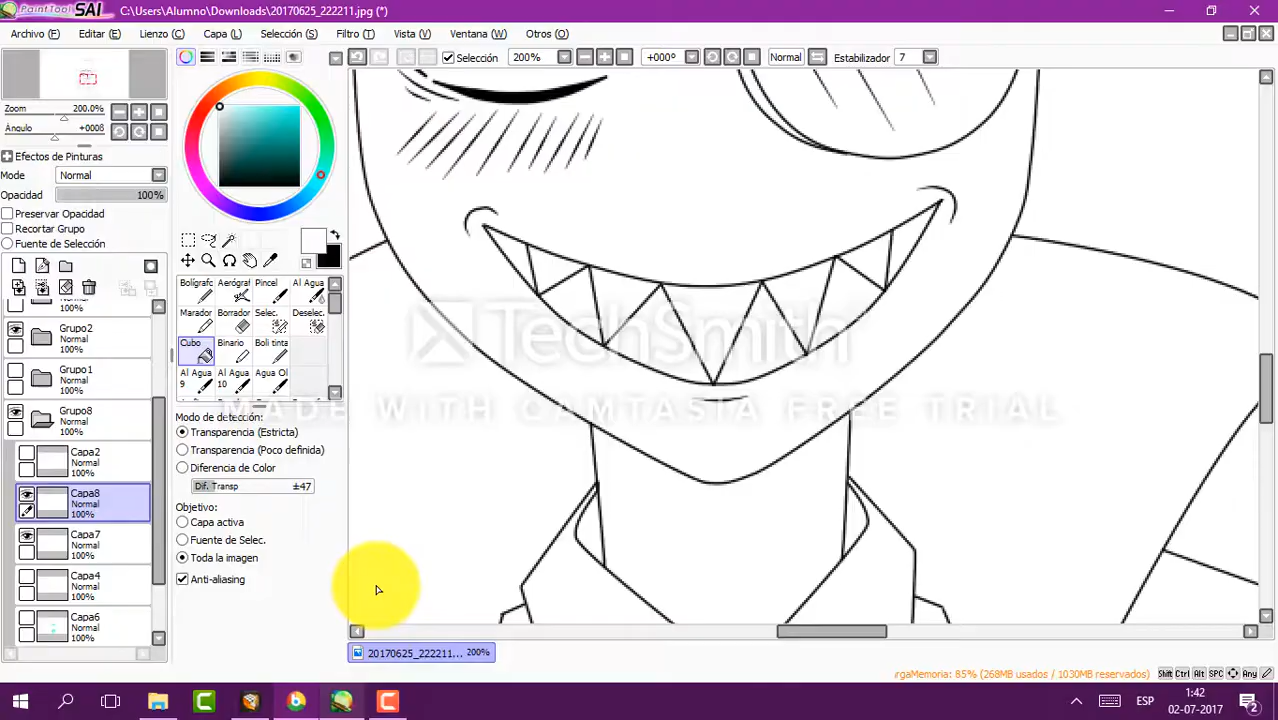 PaintTool SAI C:\Users\Alumno\Downloads\20170625_222211.jpg (*)
Archivo (F) Editar (E) Lienzo (C) Capa (L) Selección (S) Filtro (T) Vista (V) Ventana (W) Otros (O)
Selección 200% +000° Normal Estabilizador 7
Zoom 200.0%
Ángulo +000θ
Efectos de Pinturas
Modo Normal
Opacidad 100%
Preservar Opacidad
Recortar Grupo
Fuente de Selección
100%
Grupo2
Normal
100%
Grupo1
Normal
100%
Grupo8
Normal
100%
Capa2
Normal
100%
Capa8
Normal
100%
Capa7
Normal
100%
Capa4
Normal
100%
Capa6
Normal
100%
Bolígraf Aerógraf Pincel Al Agua
Marador Borrador Selec. Deselec.
Cubo Binario Boli tinta
Al Agua 9 Al Agua 10 Agua Ol
Modo de detección:
Transparencia (Estricta)
Transparencia (Poco definida)
Diferencia de Color
Dif. Transp ±47
Objetivo:
Capa activa
Fuente de Selec.
Toda la imagen
Anti-aliasing
TechSmith
MADE WITH CAMTASIA FREE TRIAL
20170625_222211... 200%
rgaMemoria: 85% (268MB usados / 1030MB reservados) Shift Ctrl Alt SPC Any
ESP
1:42
02-07-2017
2